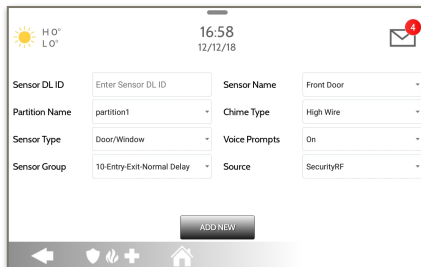 H 0°
L 0°
16:58
12/12/18
4
Sensor DL ID
Enter Sensor DL ID
Sensor Name
Front Door
Partition Name
partition1
Chime Type
High Wire
Sensor Type
Door/Window
Voice Prompts
On
Sensor Group
10-Entry-Exit-Normal Delay
Source
SecurityRF
ADD NEW